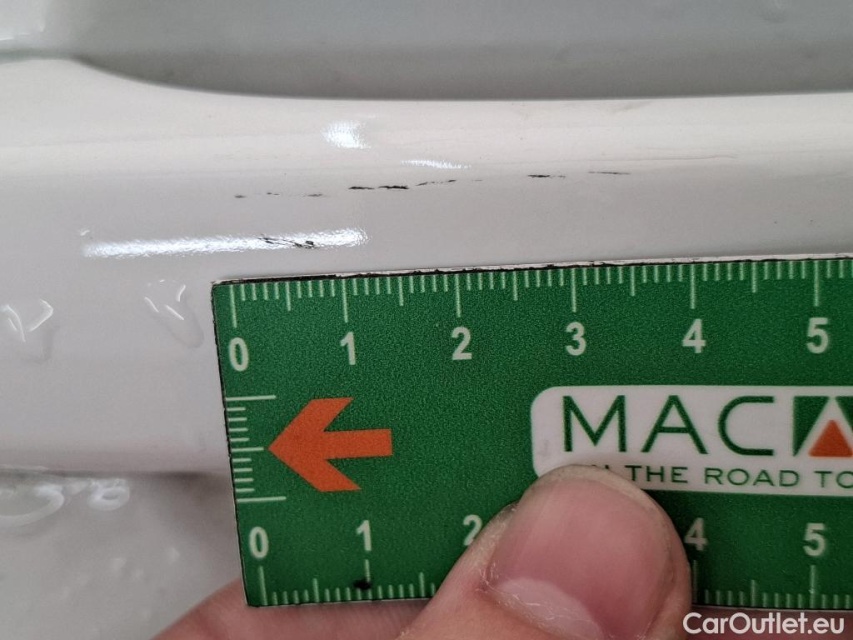 0 1 2 3 4 5
MAC
THE ROAD TO
0 1 2 4 5
CarOutlet.eu